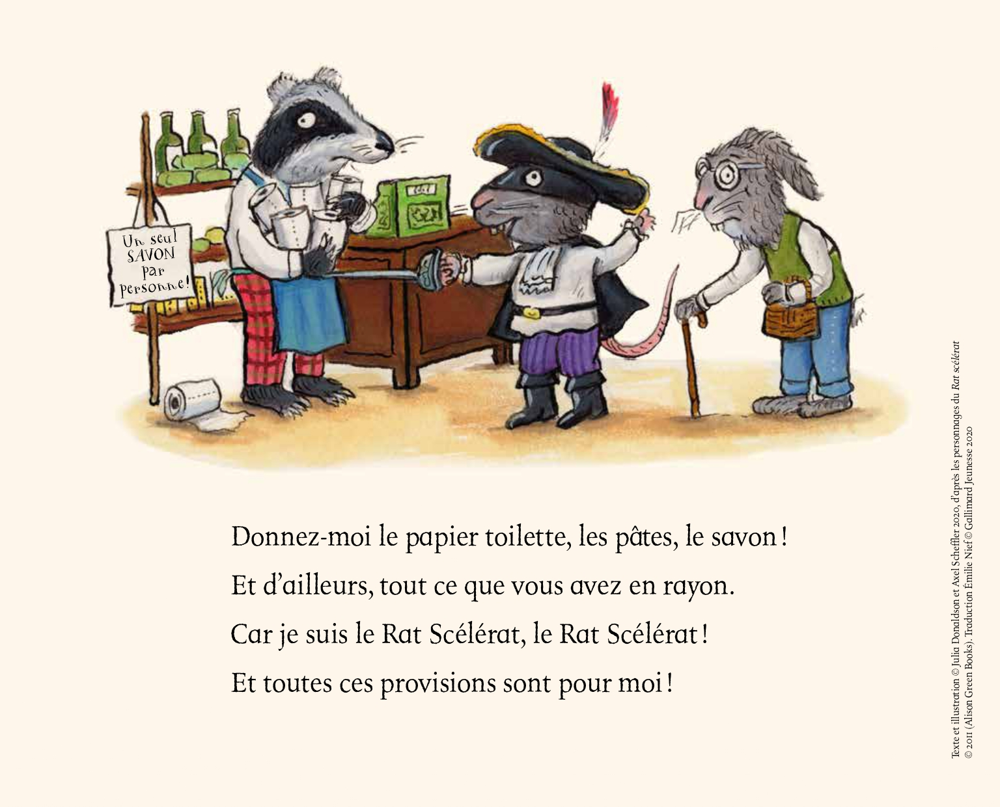 Un seul
SAVON
par
personne!
Donnez-moi le papier toilette, les pâtes, le savon !
Et d’ailleurs, tout ce que vous avez en rayon.
Car je suis le Rat Scélérat, le Rat Scélérat !
Et toutes ces provisions sont pour moi !
Texte et illustration © Julia Donaldson et Axel Scheffler 2020, d’après les personnages du Rat scélérat
© 2011 (Alison Green Books). Traduction Émilie Nief © Gallimard Jeunesse 2020